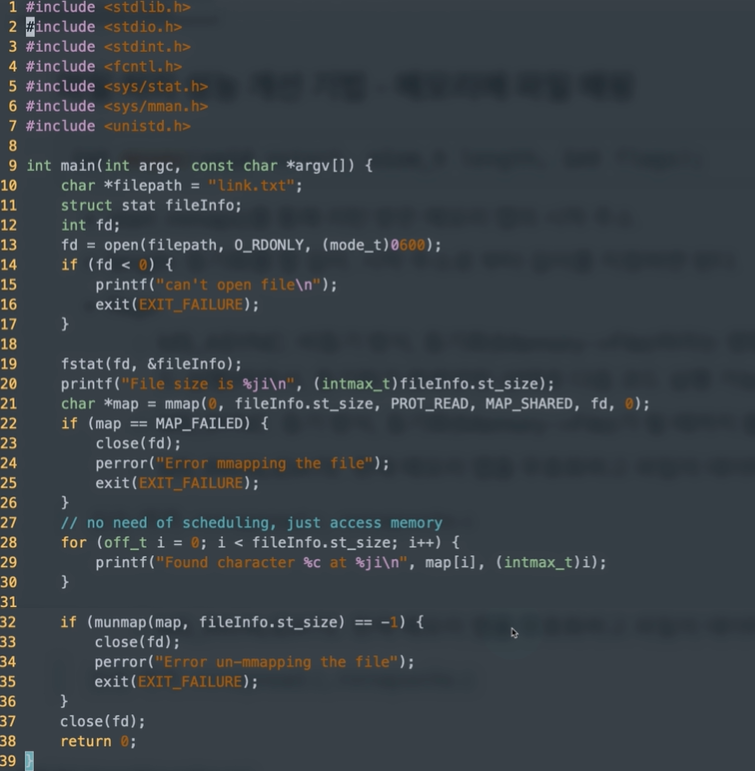 1 #include <stdlib.h>
2 #include <stdio.h>
3 #include <stdint.h>
4 #include <fcntl.h>
5 #include <sys/stat.h>
6 #include <sys/mman.h>
7 #include <unistd.h>
8
9 int main(int argc, const char *argv[]) {
10     char *filepath = "link.txt";
11     struct stat fileInfo;
12     int fd;
13     fd = open(filepath, O_RDONLY, (mode_t)0600);
14     if (fd < 0) {
15         printf("can't open file\n");
16         exit(EXIT_FAILURE);
17     }
18
19     fstat(fd, &fileInfo);
20     printf("File size is %ji\n", (intmax_t)fileInfo.st_size);
21     char *map = mmap(0, fileInfo.st_size, PROT_READ, MAP_SHARED, fd, 0);
22     if (map == MAP_FAILED) {
23         close(fd);
24         perror("Error mmapping the file");
25         exit(EXIT_FAILURE);
26     }
27     // no need of scheduling, just access memory
28     for (off_t i = 0; i < fileInfo.st_size; i++) {
29         printf("Found character %c at %ji\n", map[i], (intmax_t)i);
30     }
31
32     if (munmap(map, fileInfo.st_size) == -1) {
33         close(fd);
34         perror("Error un-mmapping the file");
35         exit(EXIT_FAILURE);
36     }
37     close(fd);
38     return 0;
39 }